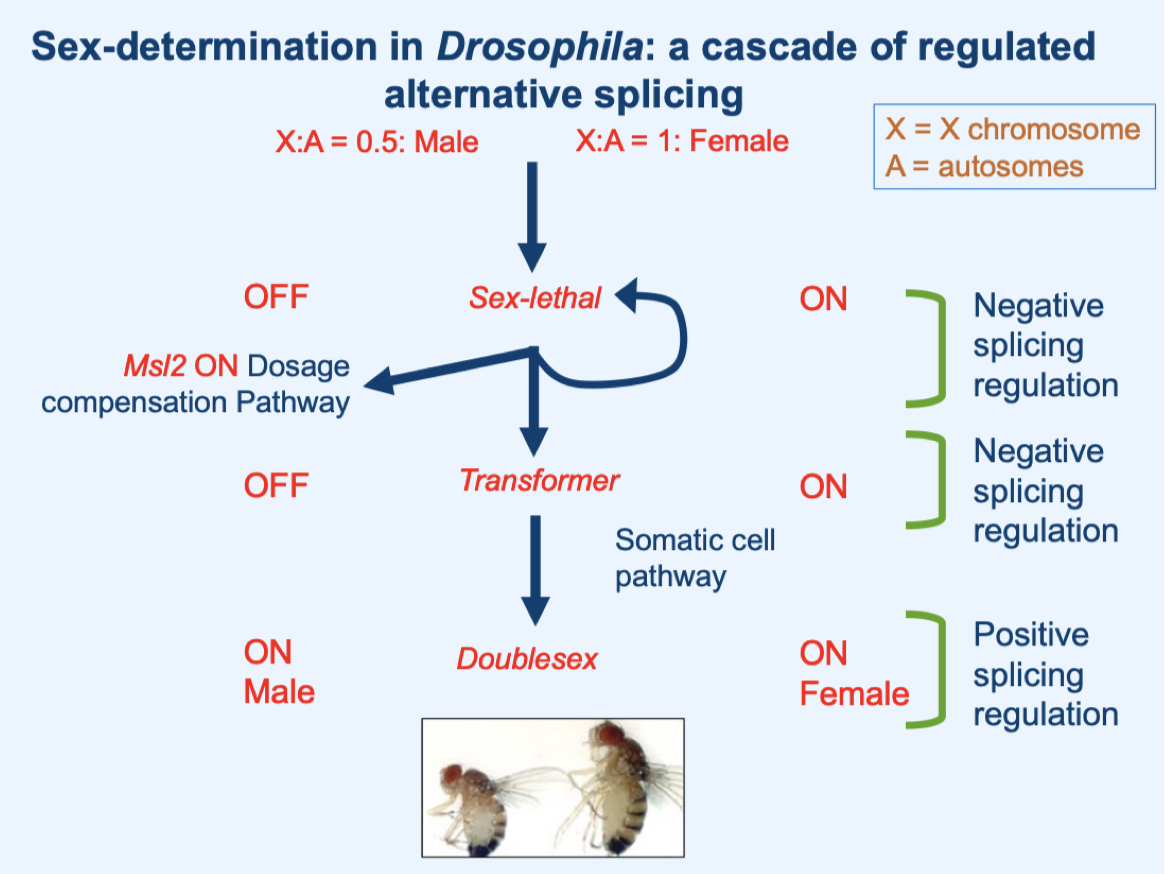 Sex-determination in Drosophila: a cascade of regulated
alternative splicing
X:A = 0.5: Male
X:A = 1: Female
X = X chromosome
A = autosomes
OFF
Sex-lethal
ON
Negative
splicing
regulation
Msl2 ON Dosage
compensation Pathway
OFF
Transformer
ON
Negative
splicing
regulation
Somatic cell
pathway
ON
Male
Doublesex
ON
Female
Positive
splicing
regulation